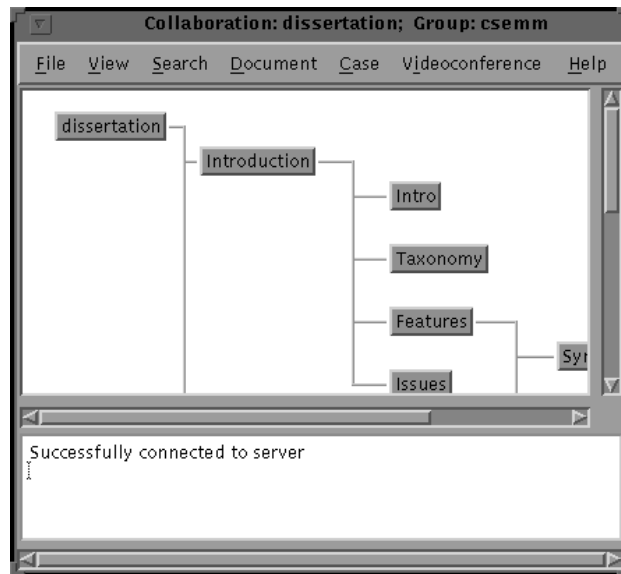 Collaboration: dissertation; Group: csemm
File View Search Document Case Videoconference Help
dissertation
Introduction
Intro
Taxonomy
Features
Issues
Successfully connected to server